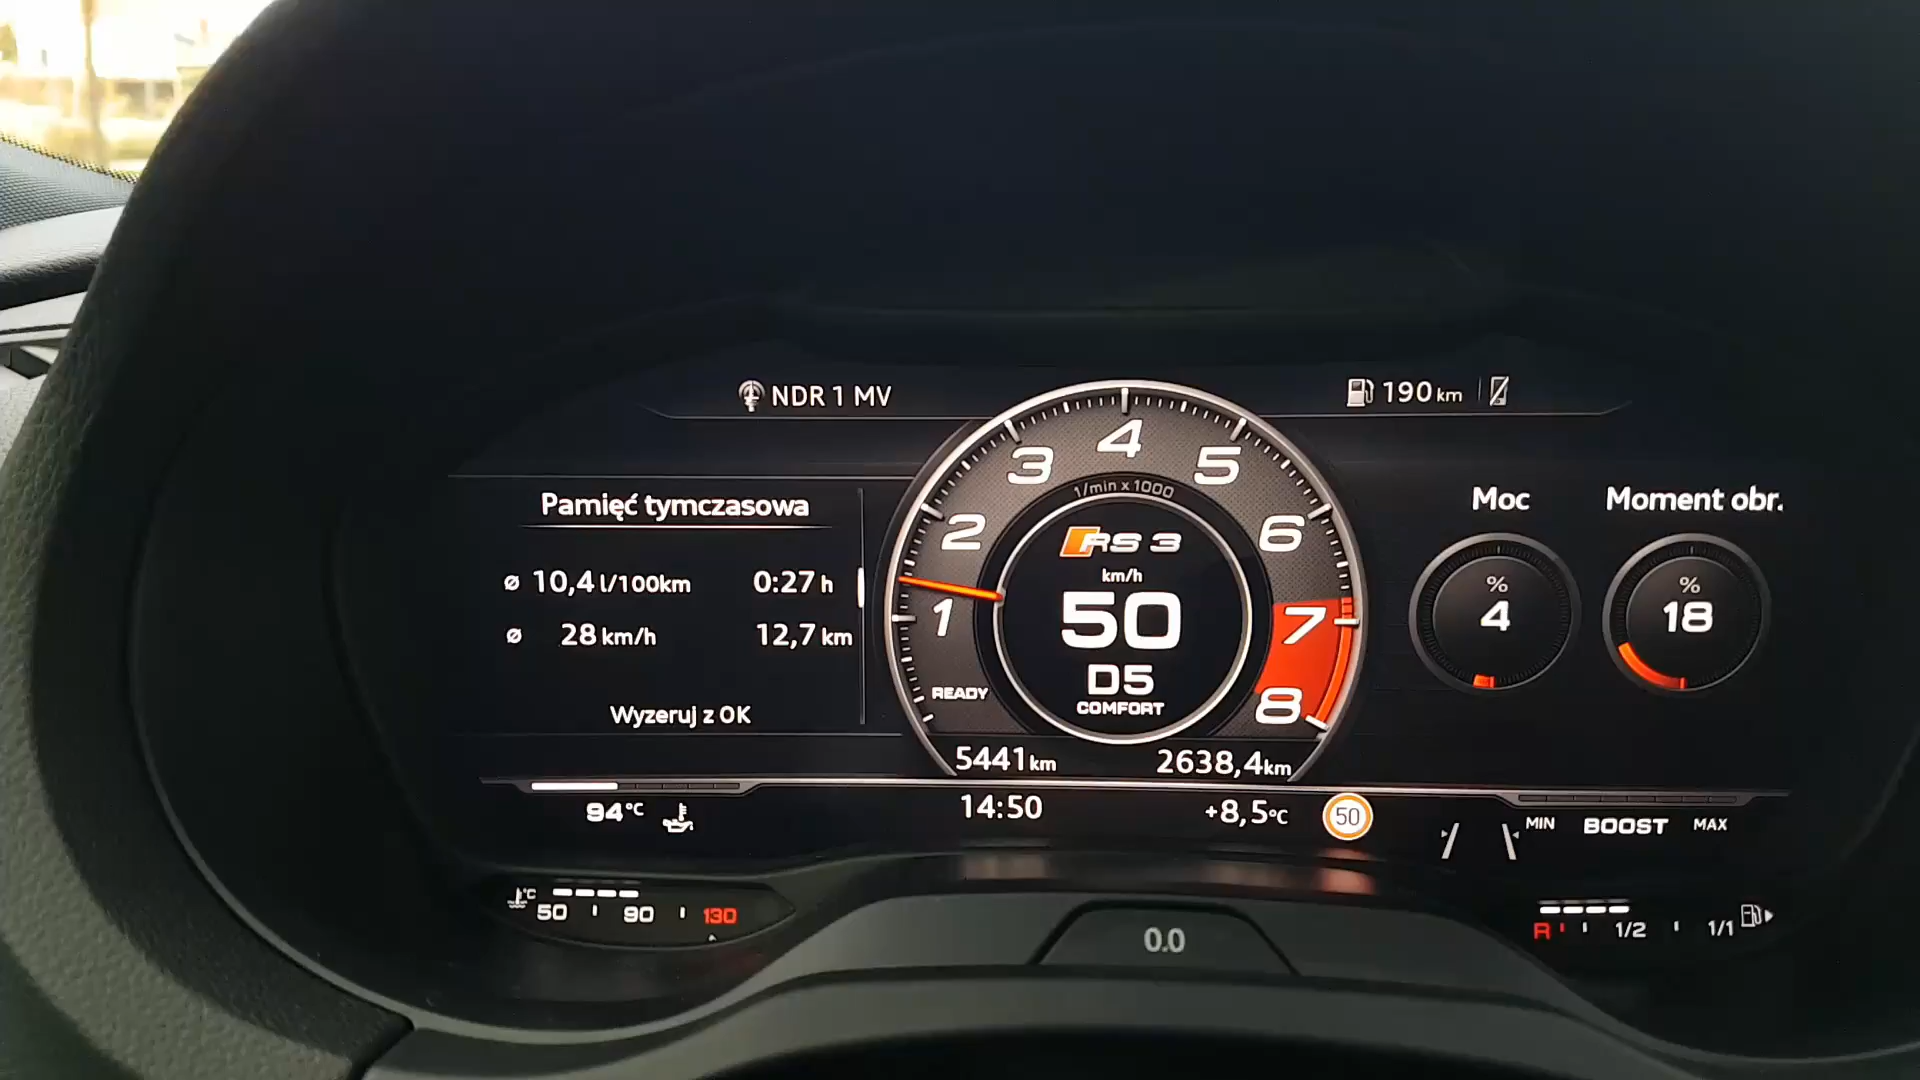 NDR 1 MV
190 km
Pamięć tymczasowa
ø 10,4 l/100km 0:27 h
ø 28 km/h 12,7 km
Wyzeruj z OK
1 2 3 4 5 6 7 8
1/min x 1000
RS 3
km/h
50
D5
COMFORT
READY
5441 km 2638,4 km
Moc
% 4
Moment obr.
% 18
94 °C
14:50
+8,5 °C
50
MIN BOOST MAX
°C
50 90 130
0.0
R 1/2 1/1